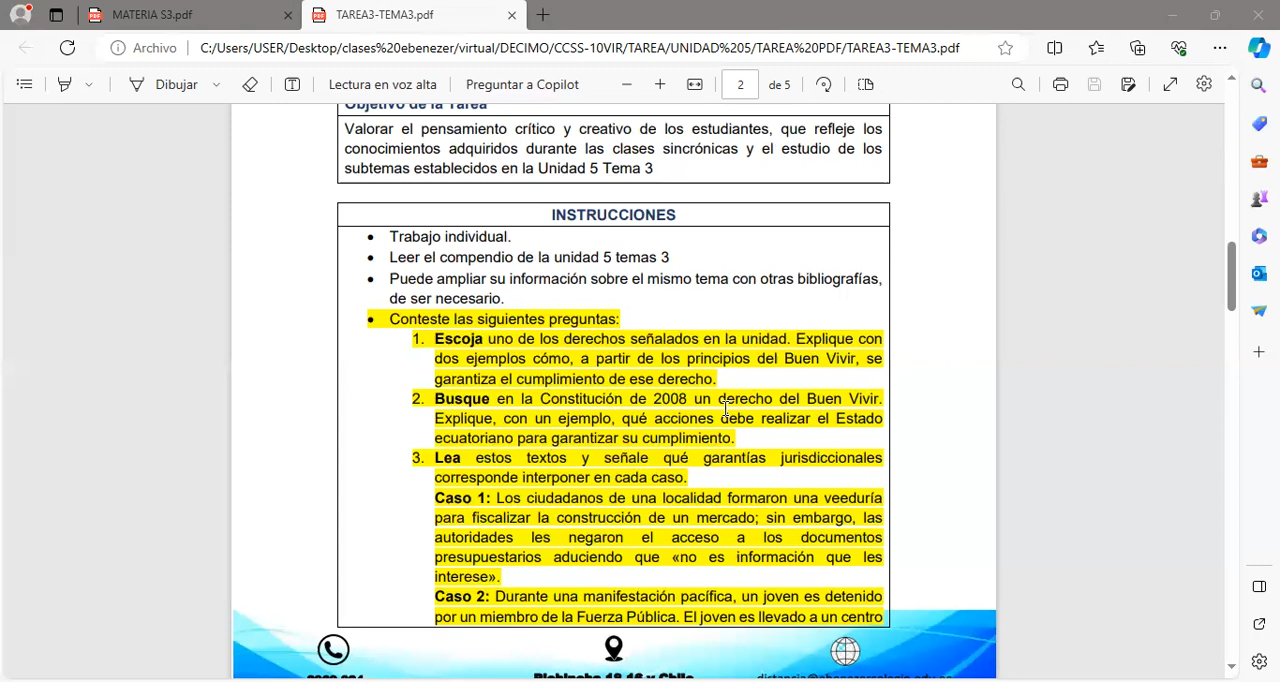 MATERIA S3.pdf
TAREA3-TEMA3.pdf
Archivo
C:/Users/USER/Desktop/clases%20ebenezer/virtual/DECIMO/CCSS-10VIR/TAREA/UNIDAD%205/TAREA%20PDF/TAREA3-TEMA3.pdf
Dibujar
Lectura en voz alta
Preguntar a Copilot
2
de 5
Objetivo de la Tarea
Valorar el pensamiento crítico y creativo de los estudiantes, que refleje los
conocimientos adquiridos durante las clases sincrónicas y el estudio de los
subtemas establecidos en la Unidad 5 Tema 3
INSTRUCCIONES
• Trabajo individual.
• Leer el compendio de la unidad 5 temas 3
• Puede ampliar su información sobre el mismo tema con otras bibliografías,
de ser necesario.
• Conteste las siguientes preguntas:
1. Escoja uno de los derechos señalados en la unidad. Explique con
dos ejemplos cómo, a partir de los principios del Buen Vivir, se
garantiza el cumplimiento de ese derecho.
2. Busque en la Constitución de 2008 un derecho del Buen Vivir.
Explique, con un ejemplo, qué acciones debe realizar el Estado
ecuatoriano para garantizar su cumplimiento.
3. Lea estos textos y señale qué garantías jurisdiccionales
corresponde interponer en cada caso.
Caso 1: Los ciudadanos de una localidad formaron una veeduría
para fiscalizar la construcción de un mercado; sin embargo, las
autoridades les negaron el acceso a los documentos
presupuestarios aduciendo que «no es información que les
interese».
Caso 2: Durante una manifestación pacífica, un joven es detenido
por un miembro de la Fuerza Pública. El joven es llevado a un centro
Pichincha 18-16 y Chile